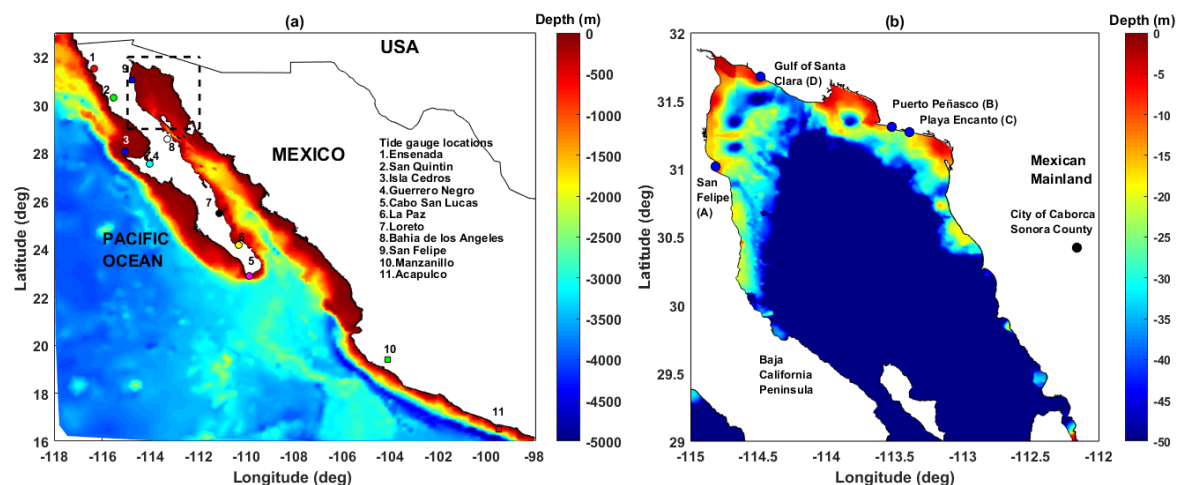 (a)
Depth (m)
USA
MEXICO
PACIFIC
OCEAN
Tide gauge locations
1.Ensenada
2.San Quintin
3.Isla Cedros
4.Guerrero Negro
5.Cabo San Lucas
6.La Paz
7.Loreto
8.Bahia de los Angeles
9.San Felipe
10.Manzanillo
11.Acapulco
1
2
3
4
5
6
7
8
9
10
11
32
30
28
26
24
22
20
18
16
Latitude (deg)
-118 -116 -114 -112 -110 -108 -106 -104 -102 -100 -98
Longitude (deg)
0
-500
-1000
-1500
-2000
-2500
-3000
-3500
-4000
-4500
-5000
(b)
Depth (m)
Gulf of Santa
Clara (D)
Puerto Peñasco (B)
Playa Encanto (C)
San
Felipe
(A)
Mexican
Mainland
City of Caborca
Sonora County
Baja
California
Peninsula
32
31.5
31
30.5
30
29.5
29
Latitude (deg)
-115 -114.5 -114 -113.5 -113 -112.5 -112
Longitude (deg)
0
-5
-10
-15
-20
-25
-30
-35
-40
-45
-50